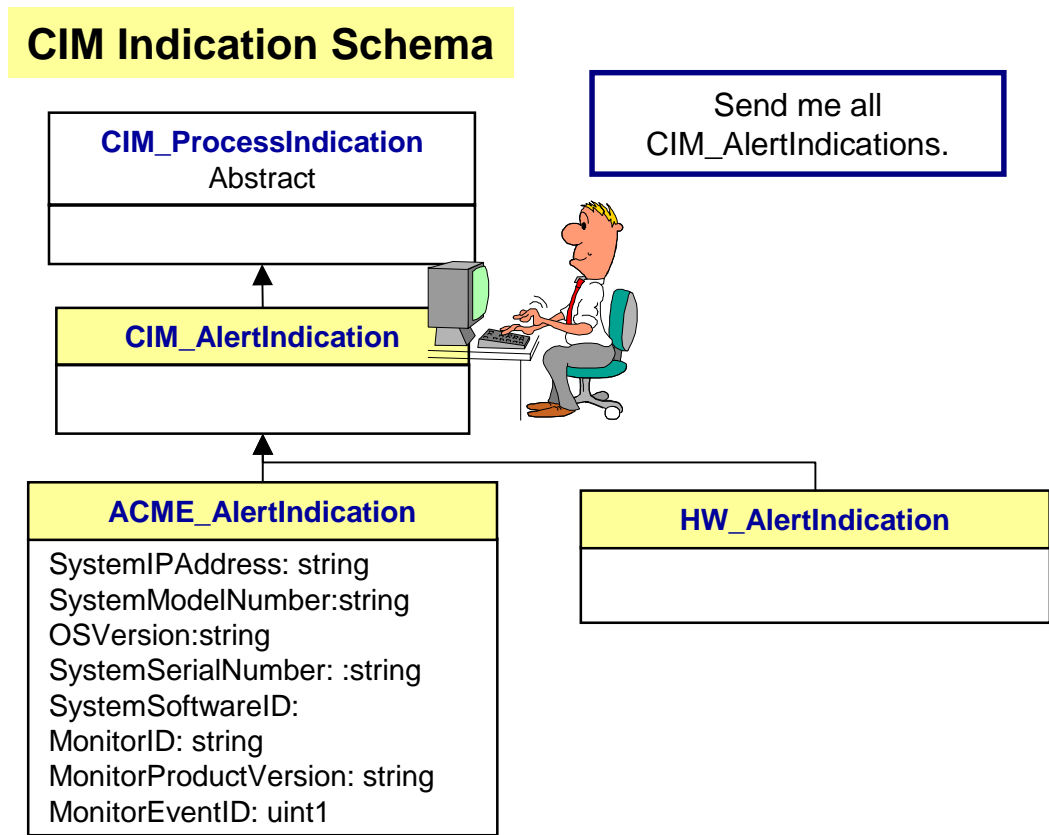 CIM Indication Schema
Send me all
CIM_AlertIndications.
CIM_ProcessIndication
Abstract
CIM_AlertIndication
ACME_AlertIndication
SystemIPAddress: string
SystemModelNumber:string
OSVersion:string
SystemSerialNumber: :string
SystemSoftwareID:
MonitorID: string
MonitorProductVersion: string
MonitorEventID: uint1
HW_AlertIndication